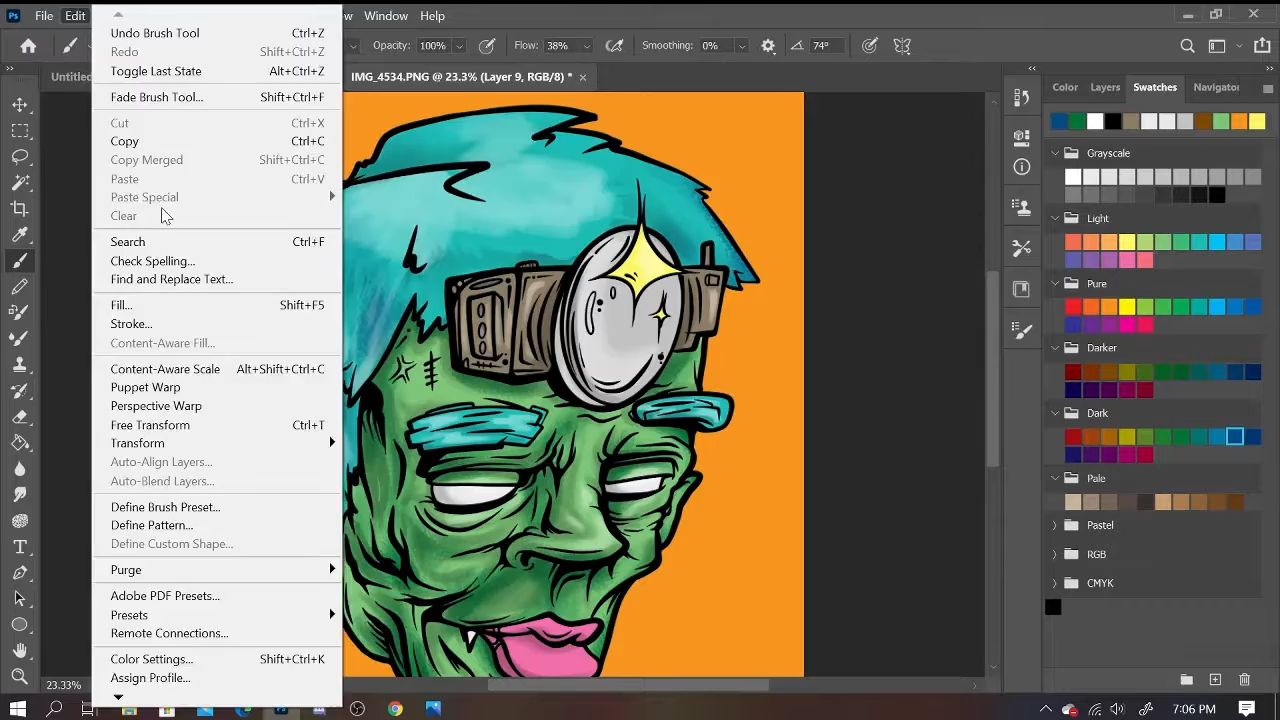 Ps File Edit w Window Help
Opacity: 100% Flow: 38% Smoothing: 0% 74°
Untitled IMG_4534.PNG @ 23.3% (Layer 9, RGB/8) *
Undo Brush Tool Ctrl+Z
Redo Shift+Ctrl+Z
Toggle Last State Alt+Ctrl+Z
Fade Brush Tool... Shift+Ctrl+F
Cut Ctrl+X
Copy Ctrl+C
Copy Merged Shift+Ctrl+C
Paste Ctrl+V
Paste Special
Clear
Search Ctrl+F
Check Spelling...
Find and Replace Text...
Fill... Shift+F5
Stroke...
Content-Aware Fill...
Content-Aware Scale Alt+Shift+Ctrl+C
Puppet Warp
Perspective Warp
Free Transform Ctrl+T
Transform
Auto-Align Layers...
Auto-Blend Layers...
Define Brush Preset...
Define Pattern...
Define Custom Shape...
Purge
Adobe PDF Presets...
Presets
Remote Connections...
Color Settings... Shift+Ctrl+K
Assign Profile...
Color Layers Swatches Navigator
Grayscale
Light
Pure
Darker
Dark
Pale
Pastel
RGB
CMYK
23.33%
7:06 PM